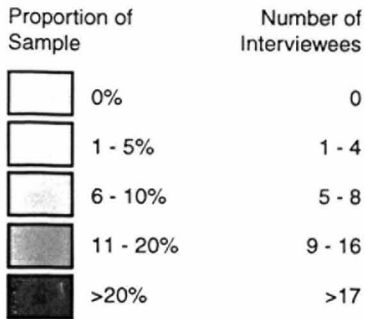 Proportion of Sample Number of Interviewees
0% 0
1 - 5% 1 - 4
6 - 10% 5 - 8
11 - 20% 9 - 16
>20% >17